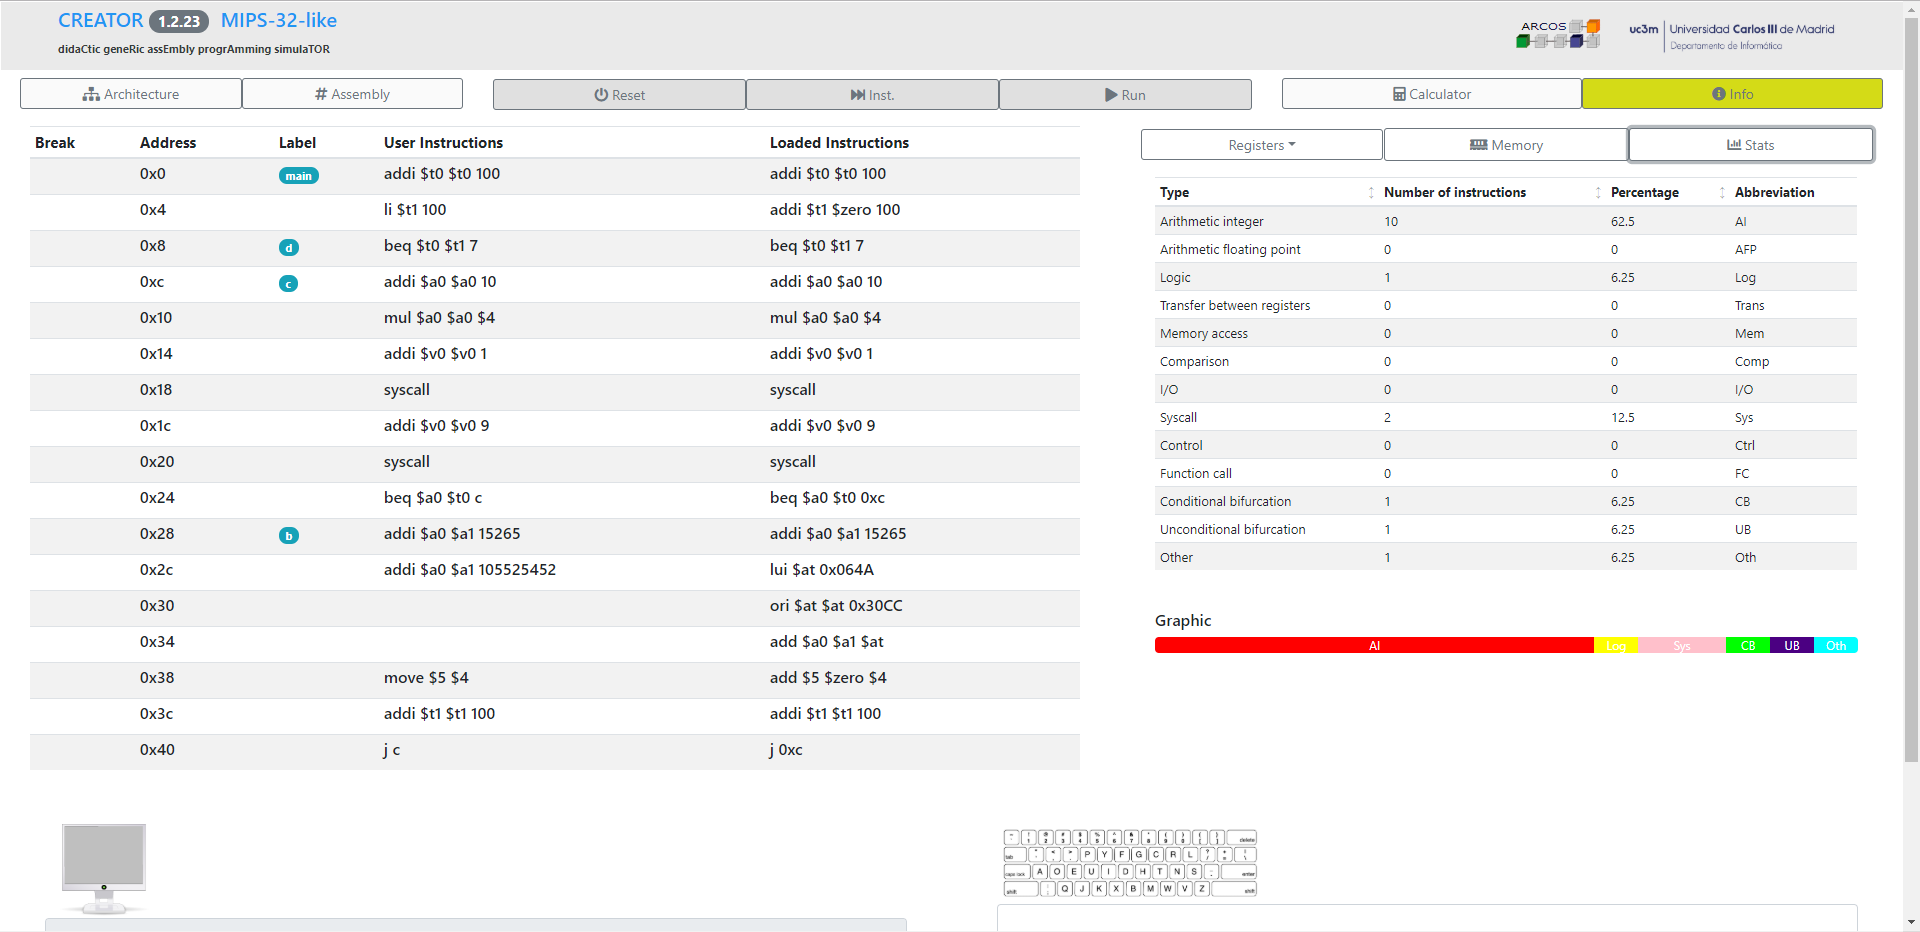 CREATOR 1.2.23 MIPS-32-like
didaCtic geneRic assEmbly progrAmming simulaTOR
ARCOS
uc3m Universidad Carlos III de Madrid
Departamento de Informática
Architecture Assembly Reset Inst. Run Calculator Info
Break Address Label User Instructions Loaded Instructions
0x0 main addi $t0 $t0 100 addi $t0 $t0 100
0x4 li $t1 100 addi $t1 $zero 100
0x8 d beq $t0 $t1 7 beq $t0 $t1 7
0xc c addi $a0 $a0 10 addi $a0 $a0 10
0x10 mul $a0 $a0 $4 mul $a0 $a0 $4
0x14 addi $v0 $v0 1 addi $v0 $v0 1
0x18 syscall syscall
0x1c addi $v0 $v0 9 addi $v0 $v0 9
0x20 syscall syscall
0x24 beq $a0 $t0 c beq $a0 $t0 0xc
0x28 b addi $a0 $a1 15265 addi $a0 $a1 15265
0x2c addi $a0 $a1 105525452 lui $at 0x064A
0x30 ori $at $at 0x30CC
0x34 add $a0 $a1 $at
0x38 move $5 $4 add $5 $zero $4
0x3c addi $t1 $t1 100 addi $t1 $t1 100
0x40 j c j 0xc
Registers Memory Stats
Type Number of instructions Percentage Abbreviation
Arithmetic integer 10 62.5 AI
Arithmetic floating point 0 0 AFP
Logic 1 6.25 Log
Transfer between registers 0 0 Trans
Memory access 0 0 Mem
Comparison 0 0 Comp
I/O 0 0 I/O
Syscall 2 12.5 Sys
Control 0 0 Ctrl
Function call 0 0 FC
Conditional bifurcation 1 6.25 CB
Unconditional bifurcation 1 6.25 UB
Other 1 6.25 Oth
Graphic
AI Log Sys CB UB Oth
delete
tab P Y F G C R L
caps lock A O E U I D H T N S enter
shift Q J K X B M W V Z shift